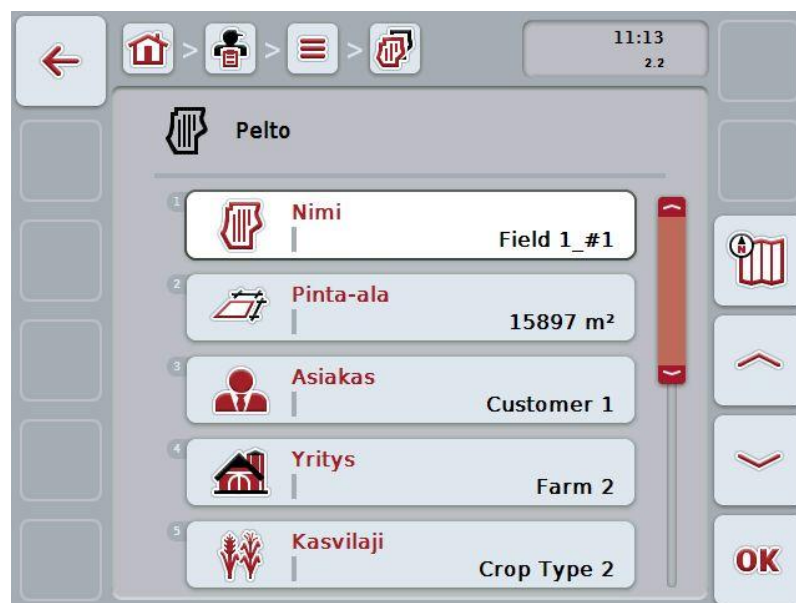 11:13
2.2
Pelto
1
Nimi
Field 1_#1
2
Pinta-ala
15897 m²
3
Asiakas
Customer 1
4
Yritys
Farm 2
5
Kasvilaji
Crop Type 2
N
OK